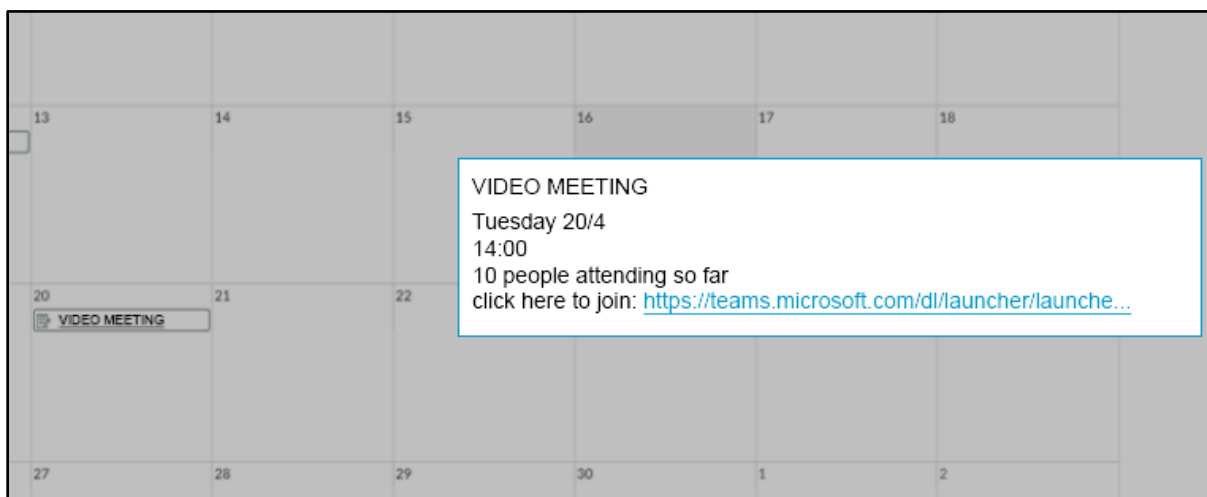 13 14 15 16 17 18
VIDEO MEETING
Tuesday 20/4
14:00
10 people attending so far
click here to join: https://teams.microsoft.com/dl/launcher/launche...
20 21 22
VIDEO MEETING
27 28 29 30 1 2